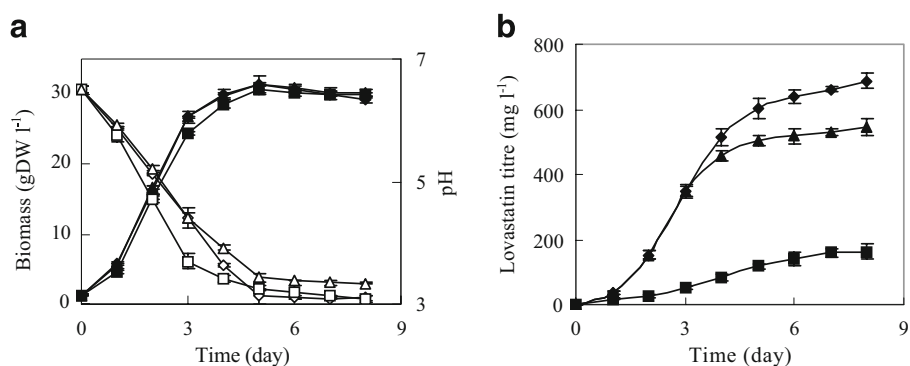 a
Biomass (gDW l-1)
30
20
10
0
7
5
3
pH
0 3 6 9
Time (day)
b
Lovastatin titre (mg l-1)
800
600
400
200
0
0 3 6 9
Time (day)